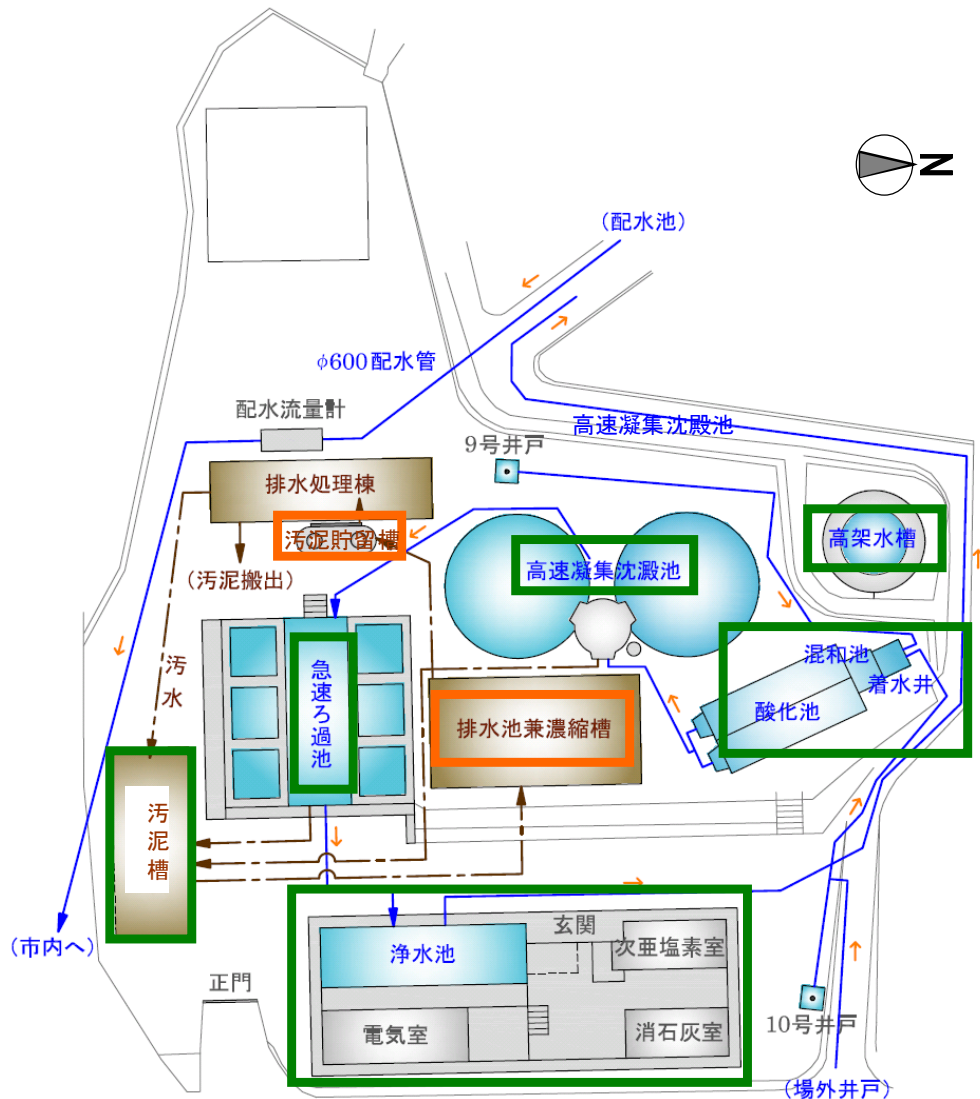 N
(配水池)
φ600配水管
配水流量計
高速凝集沈殿池
9号井戸
排水処理棟
汚泥貯留槽
高架水槽
高速凝集沈澱池
(汚泥搬出)
混和池
着水井
汚水
急速ろ過池
酸化池
排水池兼濃縮槽
汚泥槽
玄関
浄水池
次亜塩素室
(市内へ)
正門
電気室
消石灰室
10号井戸
(場外井戸)